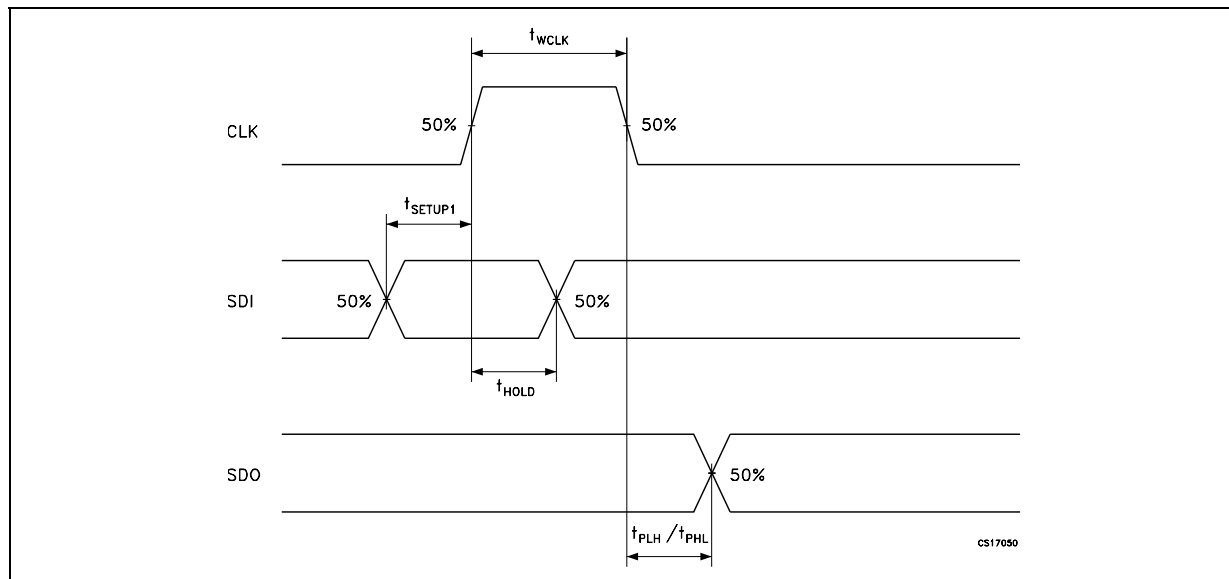 tWCLK
CLK
50%
50%
tSETUP1
SDI
50%
50%
tHOLD
SDO
50%
tPLH / tPHL
CS17050